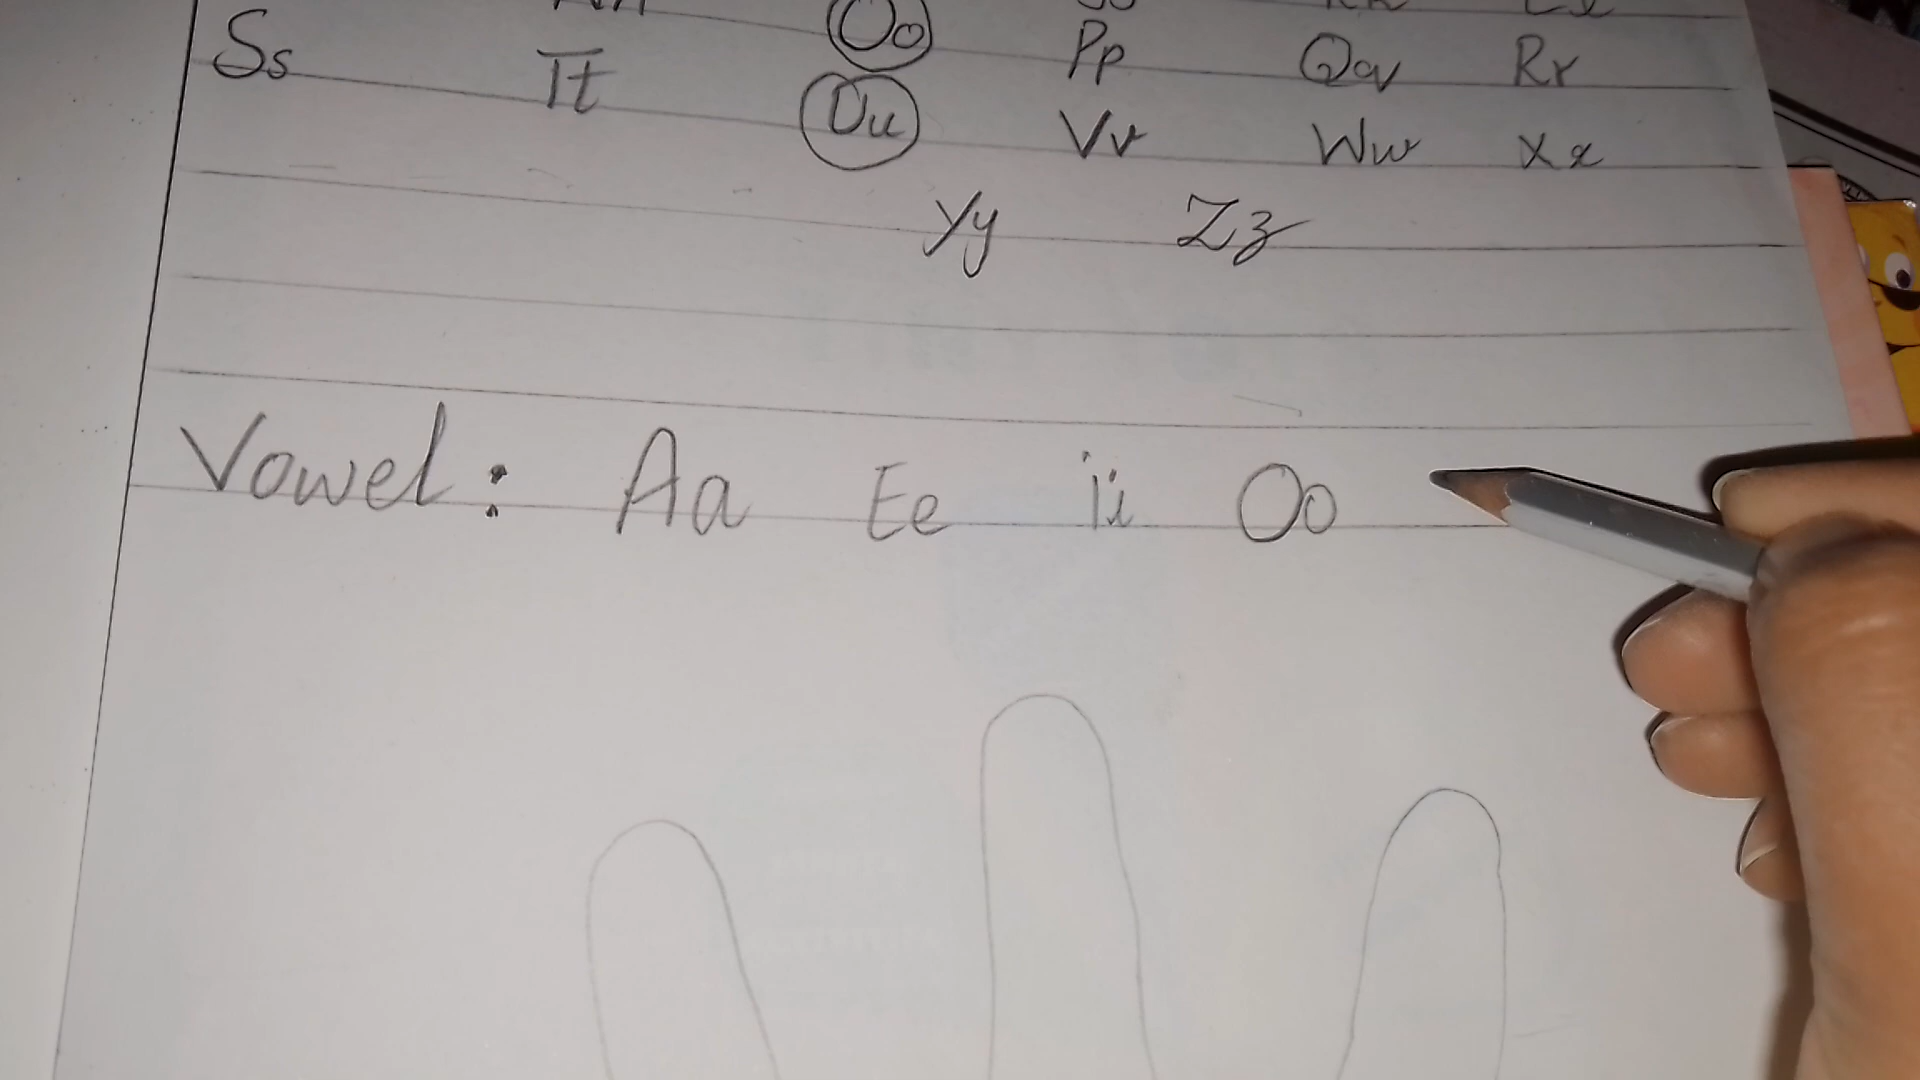 Oo Pp Qq Rr
Ss Tt Uu Vv Ww Xx
Yy Zz
Vowel: Aa Ee ii Oo